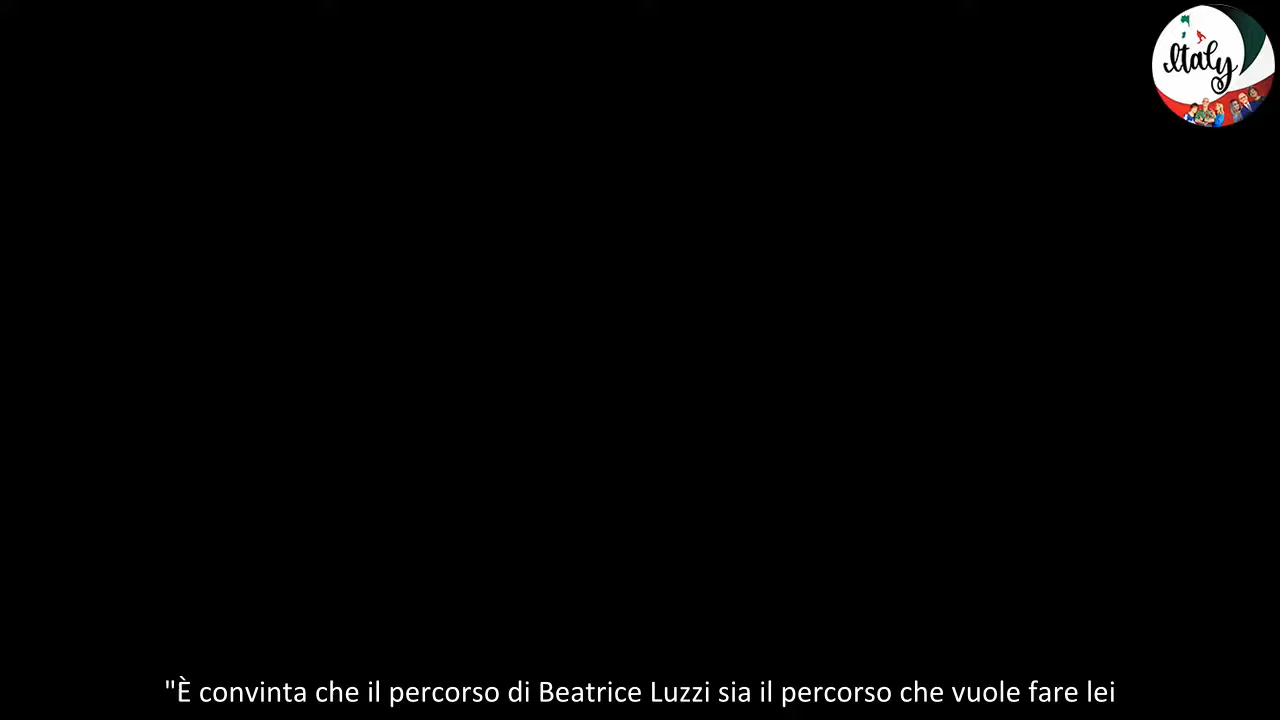 Italy
"È convinta che il percorso di Beatrice Luzzi sia il percorso che vuole fare lei